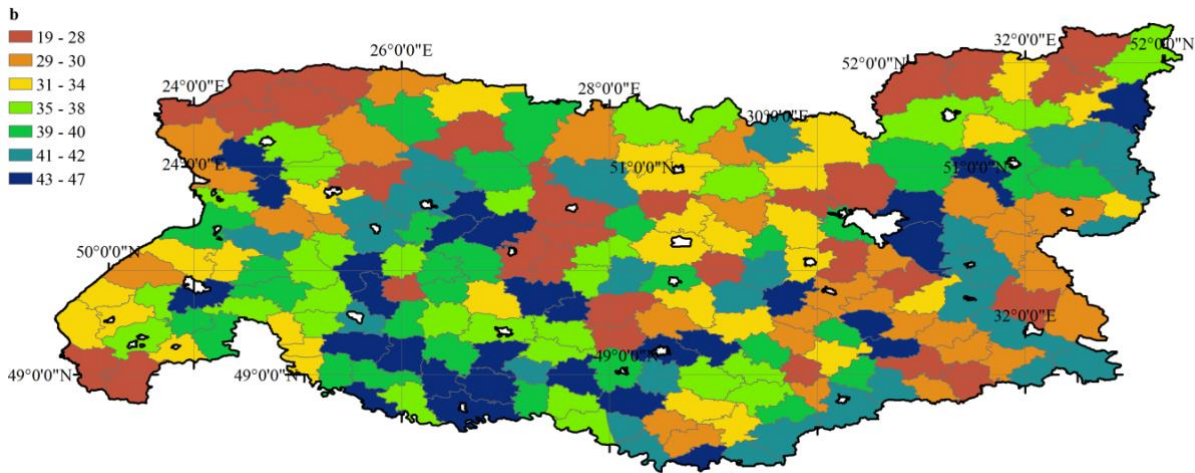 b
19 - 28
29 - 30
31 - 34
35 - 38
39 - 40
41 - 42
43 - 47
26°0'0"E
32°0'0"E
52°0'0"N
52°0'0"N
24°0'0"E
28°0'0"E
30°0'0"E
24°0'0"E
51°0'0"N
51°0'0"N
50°0'0"N
32°0'0"E
49°0'0"N
49°0'0"N
49°0'0"N